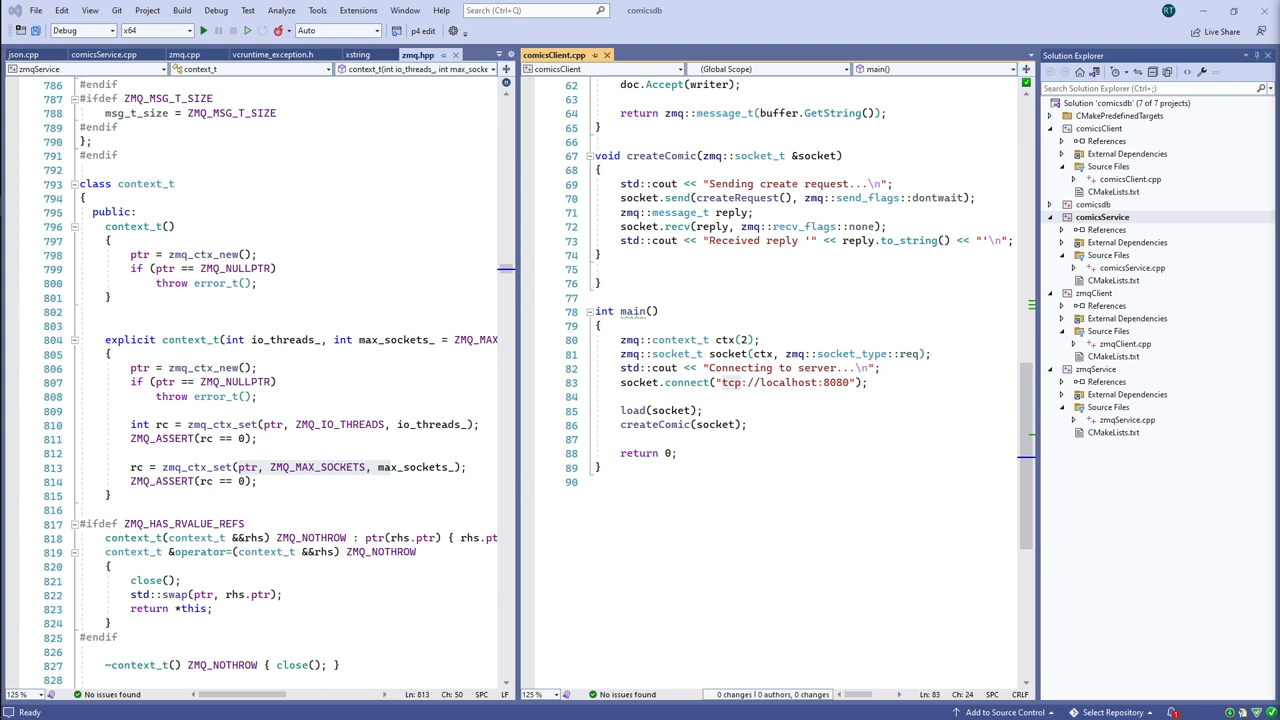 File Edit View Git Project Build Debug Test Analyze Tools Extensions Window Help Search (Ctrl+Q) comicsdb RT
Debug x64 Auto p4 edit Live Share
json.cpp comicsService.cpp zmq.cpp vcruntime_exception.h xstring zmq.hpp
zmqService context_t context_t(int io_threads_, int max_socke
786 #endif
787 #ifdef ZMQ_MSG_T_SIZE
788 msg_t_size = ZMQ_MSG_T_SIZE
789 #endif
790 };
791 #endif
792
793 class context_t
794 {
795 public:
796 context_t()
797 {
798 ptr = zmq_ctx_new();
799 if (ptr == ZMQ_NULLPTR)
800 throw error_t();
801 }
802
803
804 explicit context_t(int io_threads_, int max_sockets_ = ZMQ_MAX
805 {
806 ptr = zmq_ctx_new();
807 if (ptr == ZMQ_NULLPTR)
808 throw error_t();
809
810 int rc = zmq_ctx_set(ptr, ZMQ_IO_THREADS, io_threads_);
811 ZMQ_ASSERT(rc == 0);
812
813 rc = zmq_ctx_set(ptr, ZMQ_MAX_SOCKETS, max_sockets_);
814 ZMQ_ASSERT(rc == 0);
815 }
816
817 #ifdef ZMQ_HAS_RVALUE_REFS
818 context_t(context_t &&rhs) ZMQ_NOTHROW : ptr(rhs.ptr) { rhs.pt
819 context_t &operator=(context_t &&rhs) ZMQ_NOTHROW
820 {
821 close();
822 std::swap(ptr, rhs.ptr);
823 return *this;
824 }
825 #endif
826
827 ~context_t() ZMQ_NOTHROW { close(); }
828
125 % No issues found Ln: 813 Ch: 50 SPC LF
comicsClient.cpp
comicsClient (Global Scope) main()
62 doc.Accept(writer);
63
64 return zmq::message_t(buffer.GetString());
65 }
66
67 void createComic(zmq::socket_t &socket)
68 {
69 std::cout << "Sending create request...\n";
70 socket.send(createRequest(), zmq::send_flags::dontwait);
71 zmq::message_t reply;
72 socket.recv(reply, zmq::recv_flags::none);
73 std::cout << "Received reply '" << reply.to_string() << "'\n";
74 }
75
76 }
77
78 int main()
79 {
80 zmq::context_t ctx(2);
81 zmq::socket_t socket(ctx, zmq::socket_type::req);
82 std::cout << "Connecting to server...\n";
83 socket.connect("tcp://localhost:8080");
84
85 load(socket);
86 createComic(socket);
87
88 return 0;
89 }
90
125 % No issues found 0 changes | 0 authors, 0 changes Ln: 83 Ch: 24 SPC CRLF
Solution Explorer
Search Solution Explorer (Ctrl+;)
Solution 'comicsdb' (7 of 7 projects)
CMakePredefinedTargets
comicsClient
References
External Dependencies
Source Files
comicsClient.cpp
CMakeLists.txt
comicsdb
comicsService
References
External Dependencies
Source Files
comicsService.cpp
CMakeLists.txt
zmqClient
References
External Dependencies
Source Files
zmqClient.cpp
CMakeLists.txt
zmqService
References
External Dependencies
Source Files
zmqService.cpp
CMakeLists.txt
Ready Add to Source Control Select Repository 1